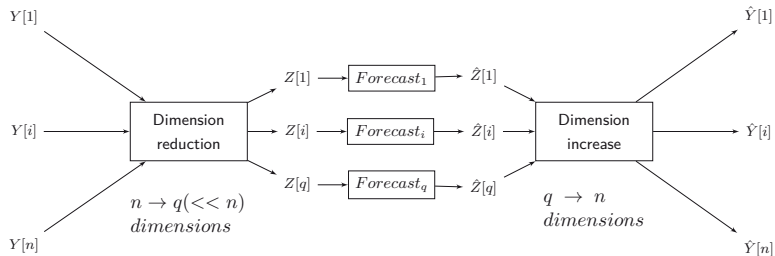 Y[1]
Ŷ[1]
Z[1]
Forecast₁
Ẑ[1]
Y[i]
Dimension
reduction
Z[i]
Forecastᵢ
Ẑ[i]
Dimension
increase
Ŷ[i]
Z[q]
Forecast_q
Ẑ[q]
n → q(<< n)
dimensions
q → n
dimensions
Y[n]
Ŷ[n]